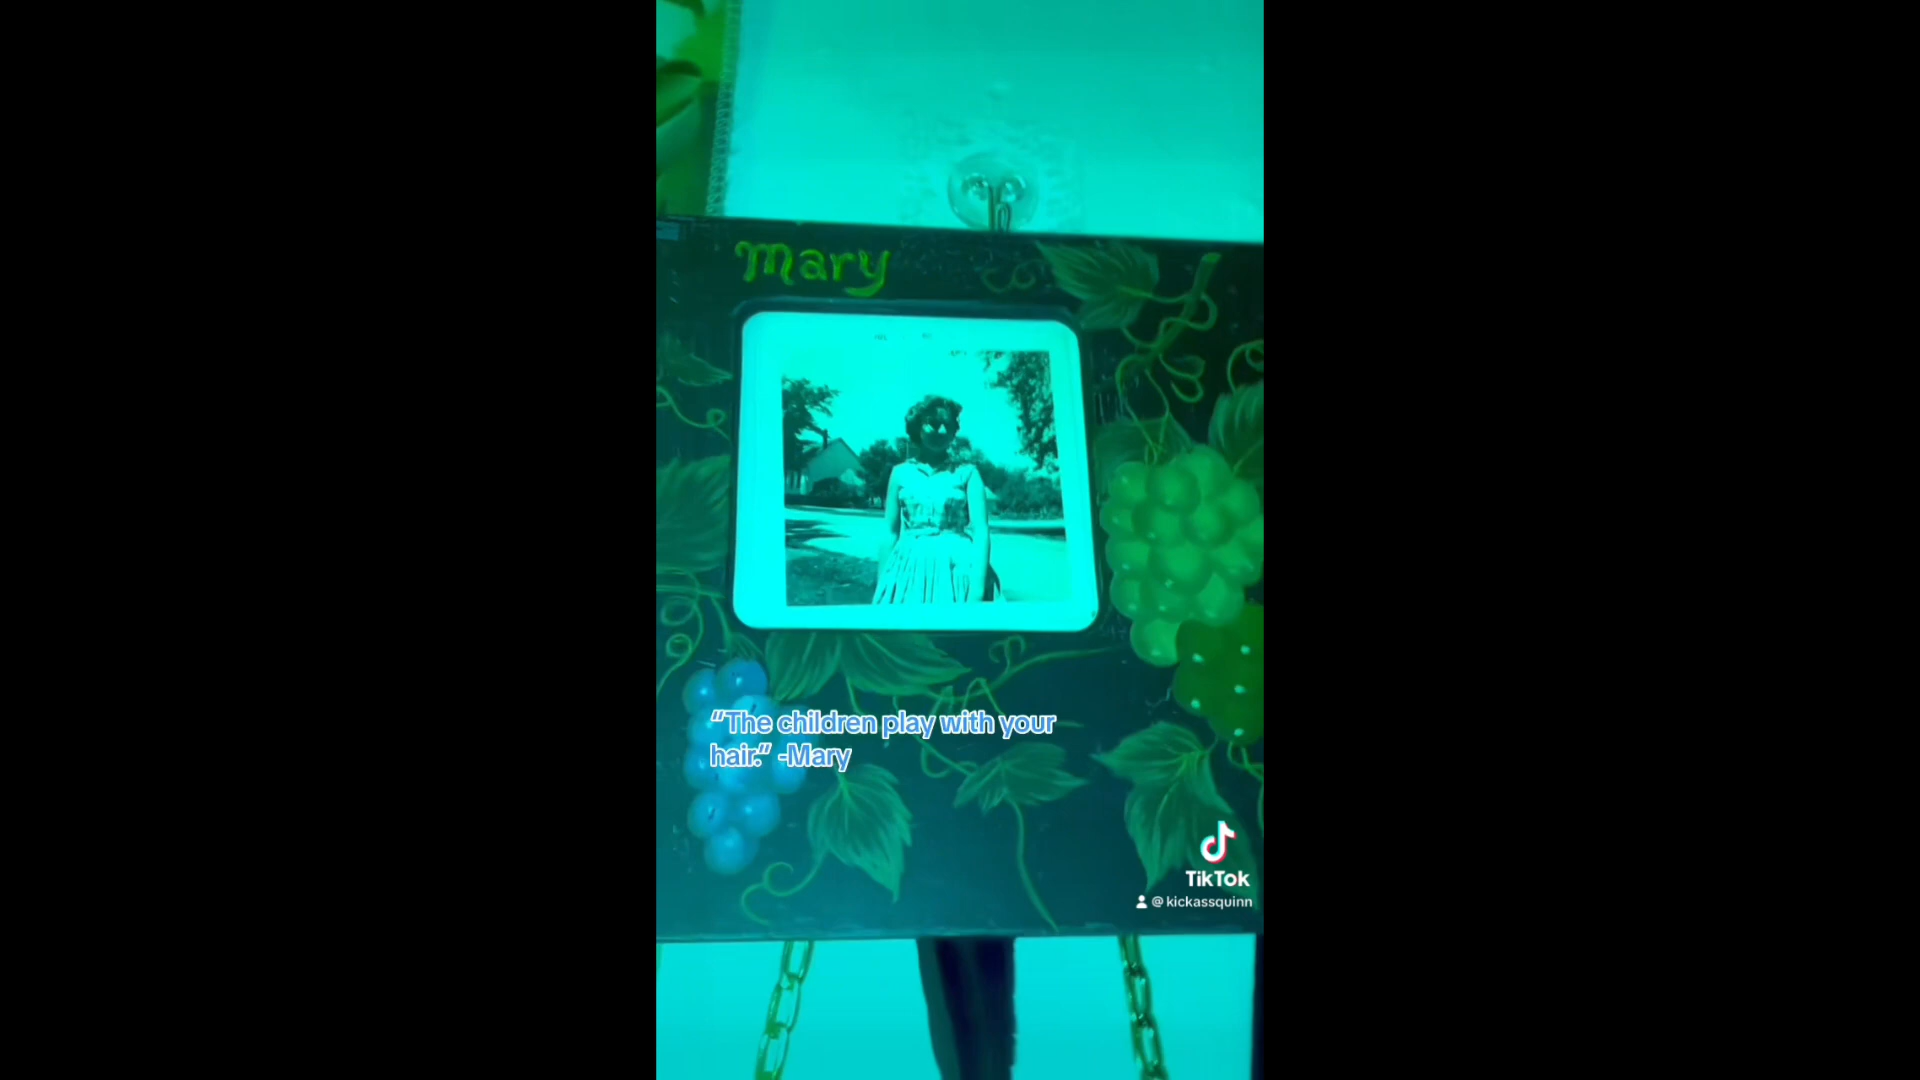 Mary
“The children play with your
hair.” -Mary
TikTok
@kickassquinn